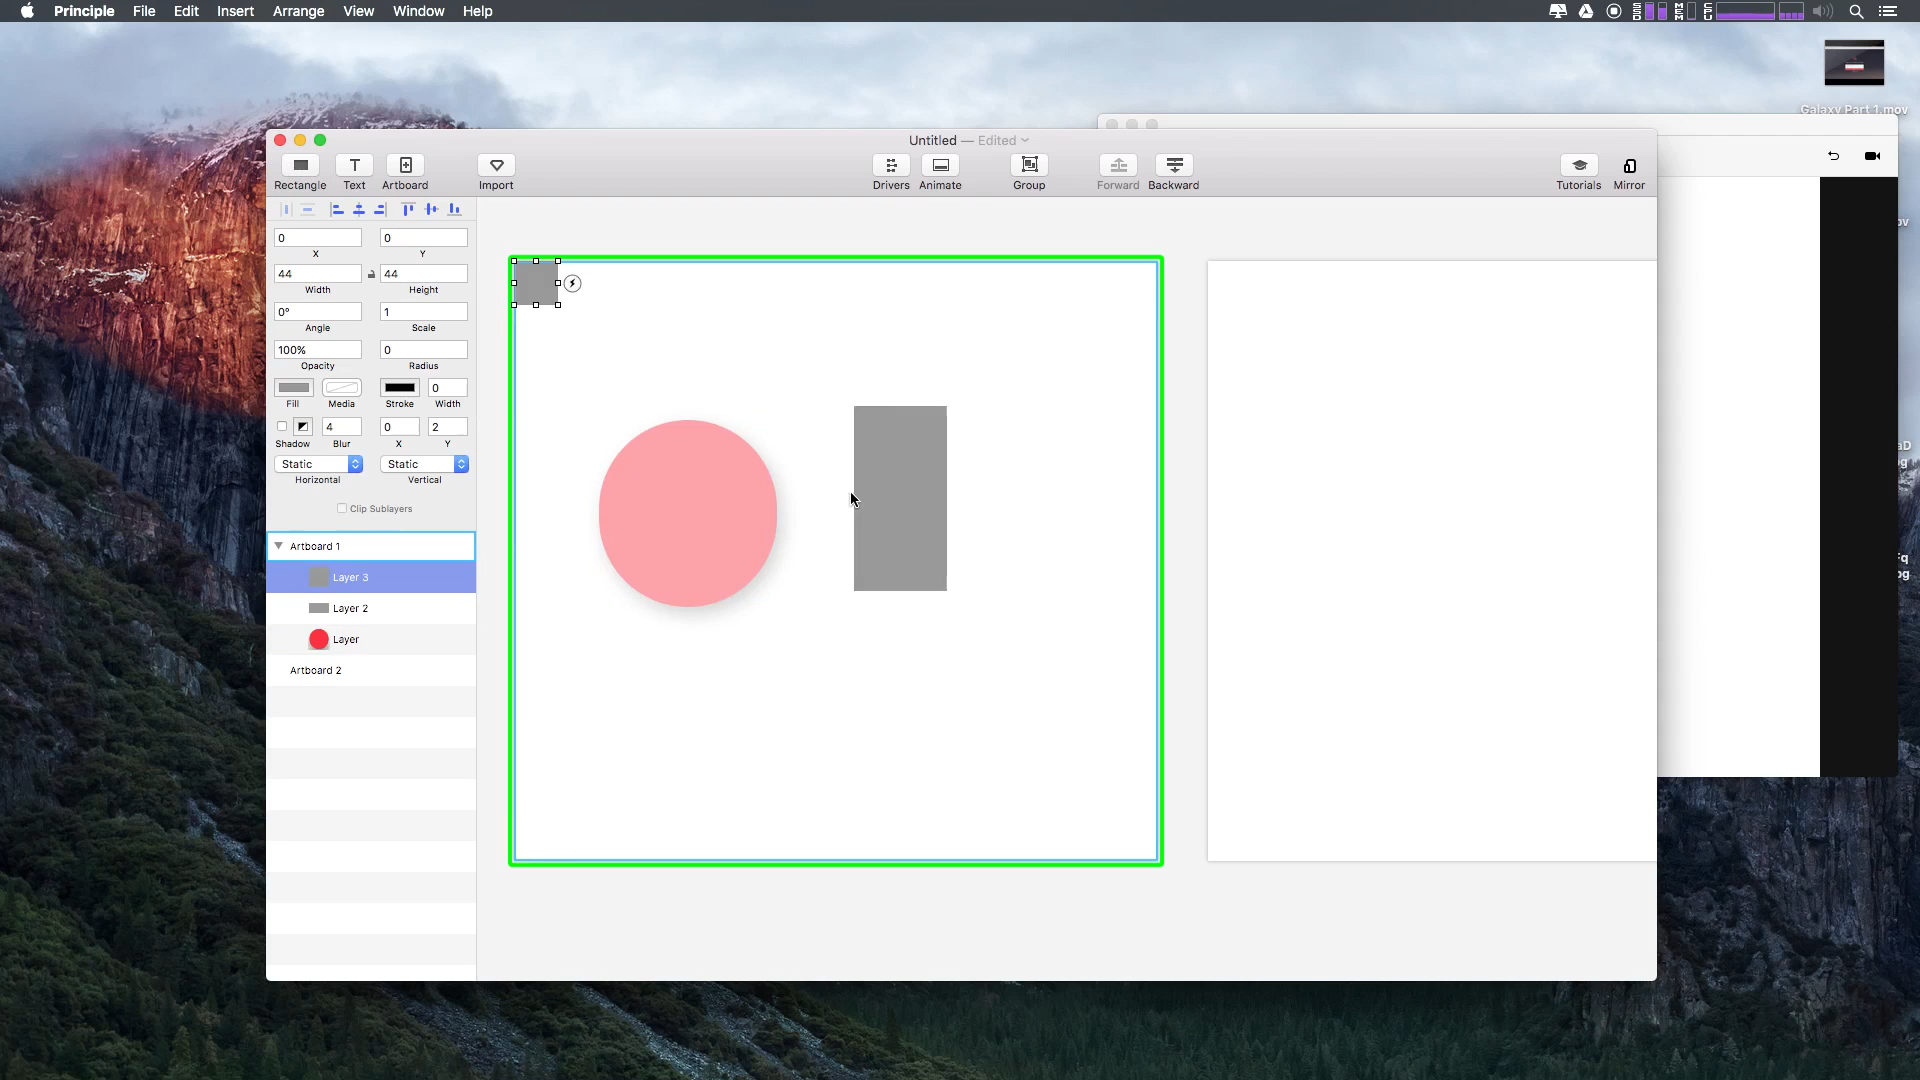 Principle File Edit Insert Arrange View Window Help
SSD MEM CPU
Galaxy Part 1.mov
Untitled — Edited
Rectangle Text Artboard Import Drivers Animate Group Forward Backward Tutorials Mirror
0 0
X Y
44 44
Width Height
0° 1
Angle Scale
100% 0
Opacity Radius
0
Fill Media Stroke Width
4 0 2
Shadow Blur X Y
Static Static
Horizontal Vertical
Clip Sublayers
Artboard 1
Layer 3
Layer 2
Layer
Artboard 2